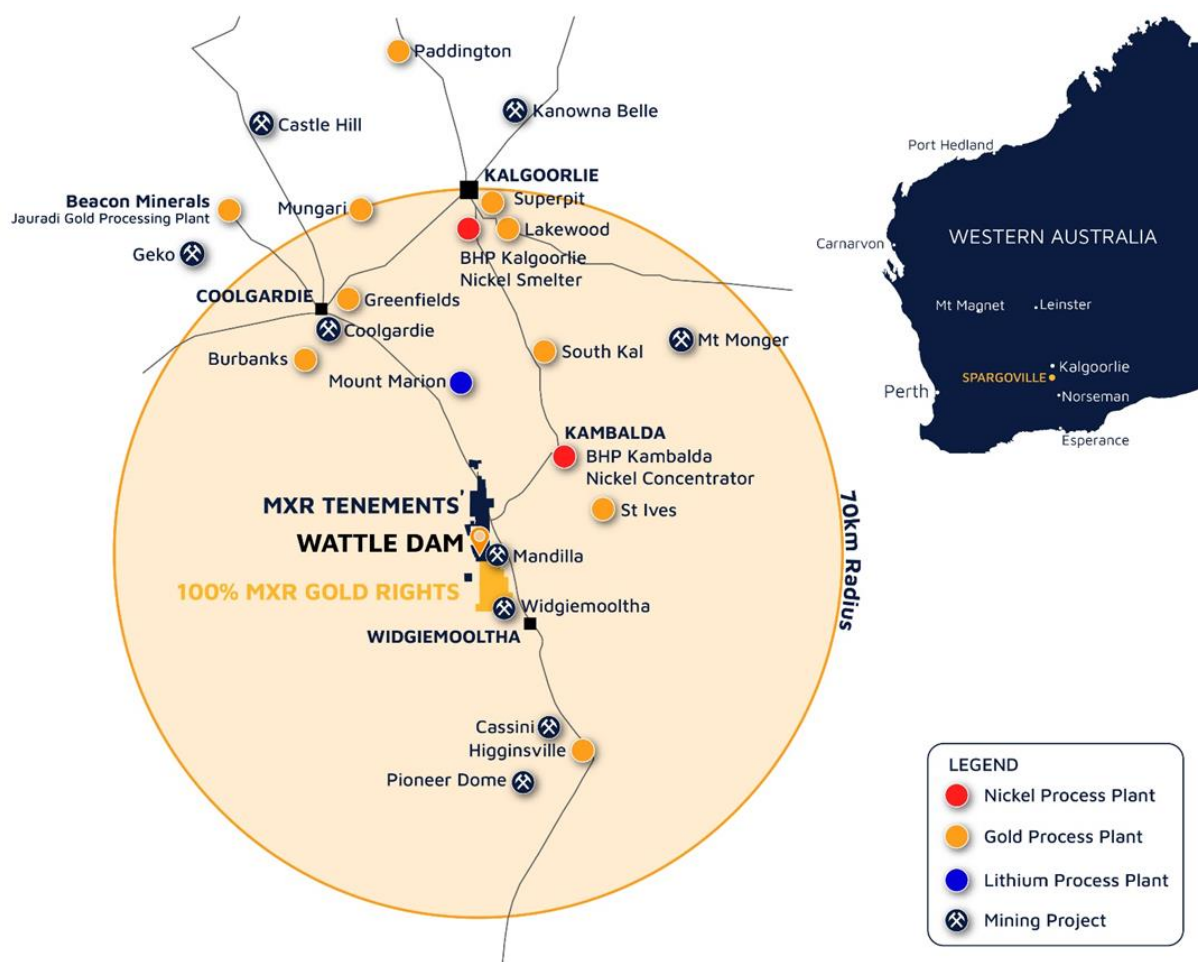 Paddington
Castle Hill
Kanowna Belle
KALGOORLIE
Superpit
Beacon Minerals
Jauradi Gold Processing Plant
Mungari
Lakewood
Geko
BHP Kalgoorlie
Nickel Smelter
COOLGARDIE
Greenfields
Coolgardie
Burbanks
South Kal
Mt Monger
Mount Marion
KAMBALDA
BHP Kambalda
Nickel Concentrator
MXR TENEMENTS
St Ives
WATTLE DAM
Mandilla
100% MXR GOLD RIGHTS
Widgiemooltha
WIDGIEMOOLTHA
70km Radius
Cassini
Higginsville
Pioneer Dome
Port Hedland
WESTERN AUSTRALIA
Carnarvon
Mt Magnet
Leinster
Kalgoorlie
SPARGOVILLE
Perth
Norseman
Esperance
LEGEND
Nickel Process Plant
Gold Process Plant
Lithium Process Plant
Mining Project